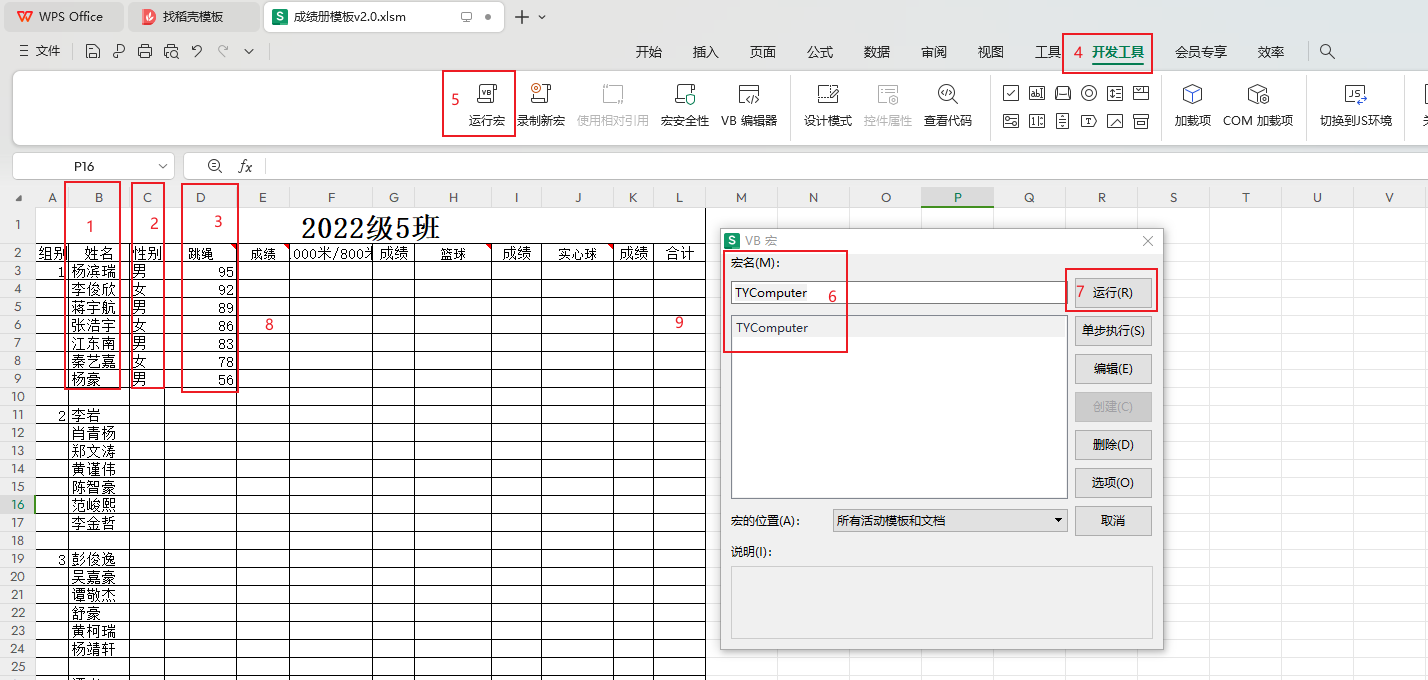 WPS Office 找稻壳模板 成绩册模板v2.0.xlsm
文件 开始 插入 页面 公式 数据 审阅 视图 工具 4 开发工具 会员专享 效率
5 运行宏 录制新宏 使用相对引用 宏安全性 VB 编辑器 设计模式 控件属性 查看代码 加载项 COM 加载项 切换到JS环境
P16 fx
A B C D E F G H I J K L M N O P Q R S T U V
1 2 3
1 2022级5班
2 组别 姓名 性别 跳绳 成绩 1000米/800米 成绩 篮球 成绩 实心球 成绩 合计
3 1 杨滨瑞 男 95
4 李俊欣 女 92
5 蒋宇航 男 89
6 张浩宇 女 86 8 9
7 江东南 男 83
8 秦艺嘉 女 78
9 杨豪 男 56
10
11 2 李岩
12 肖青杨
13 郑文涛
14 黄谨伟
15 陈智豪
16 范峻熙
17 李金哲
18
19 3 彭俊逸
20 吴嘉豪
21 谭敬杰
22 舒豪
23 黄柯瑞
24 杨靖轩
25
VB 宏
宏名(M):
TYComputer 6
TYComputer
7 运行(R)
单步执行(S)
编辑(E)
创建(C)
删除(D)
选项(O)
取消
宏的位置(A): 所有活动模板和文档
说明(I):